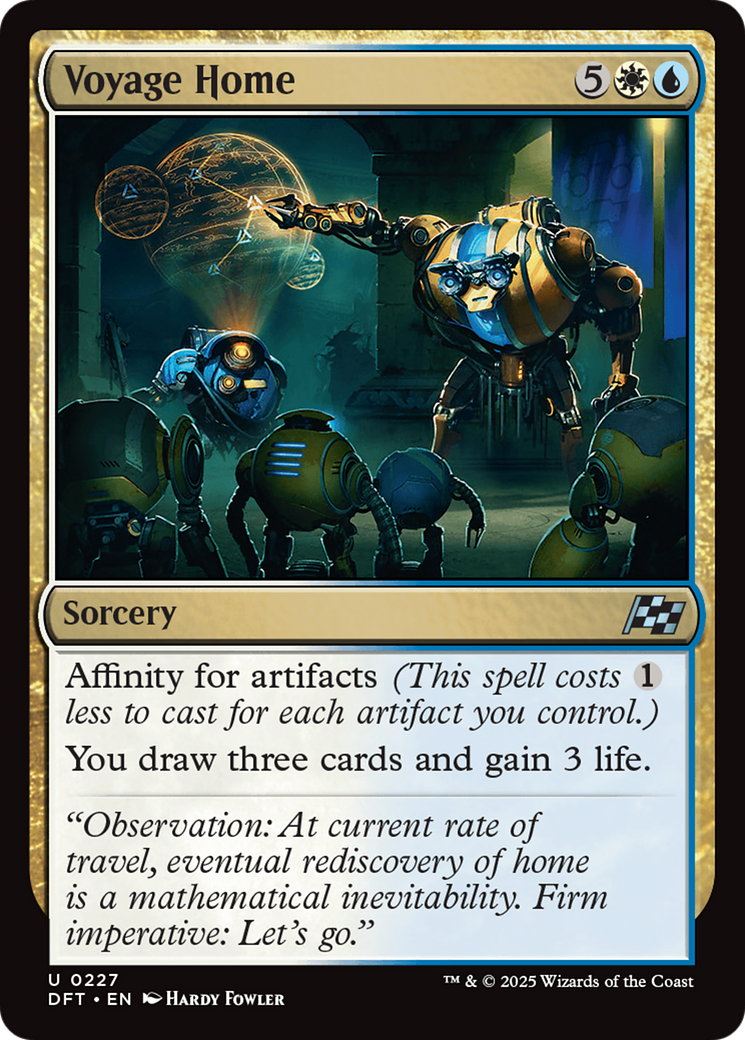 Voyage Home 5
Sorcery
Affinity for artifacts (This spell costs 1
less to cast for each artifact you control.)
You draw three cards and gain 3 life.
“Observation: At current rate of
travel, eventual rediscovery of home
is a mathematical inevitability. Firm
imperative: Let’s go.”
U 0227
DFT • EN Hardy Fowler
™ & © 2025 Wizards of the Coast